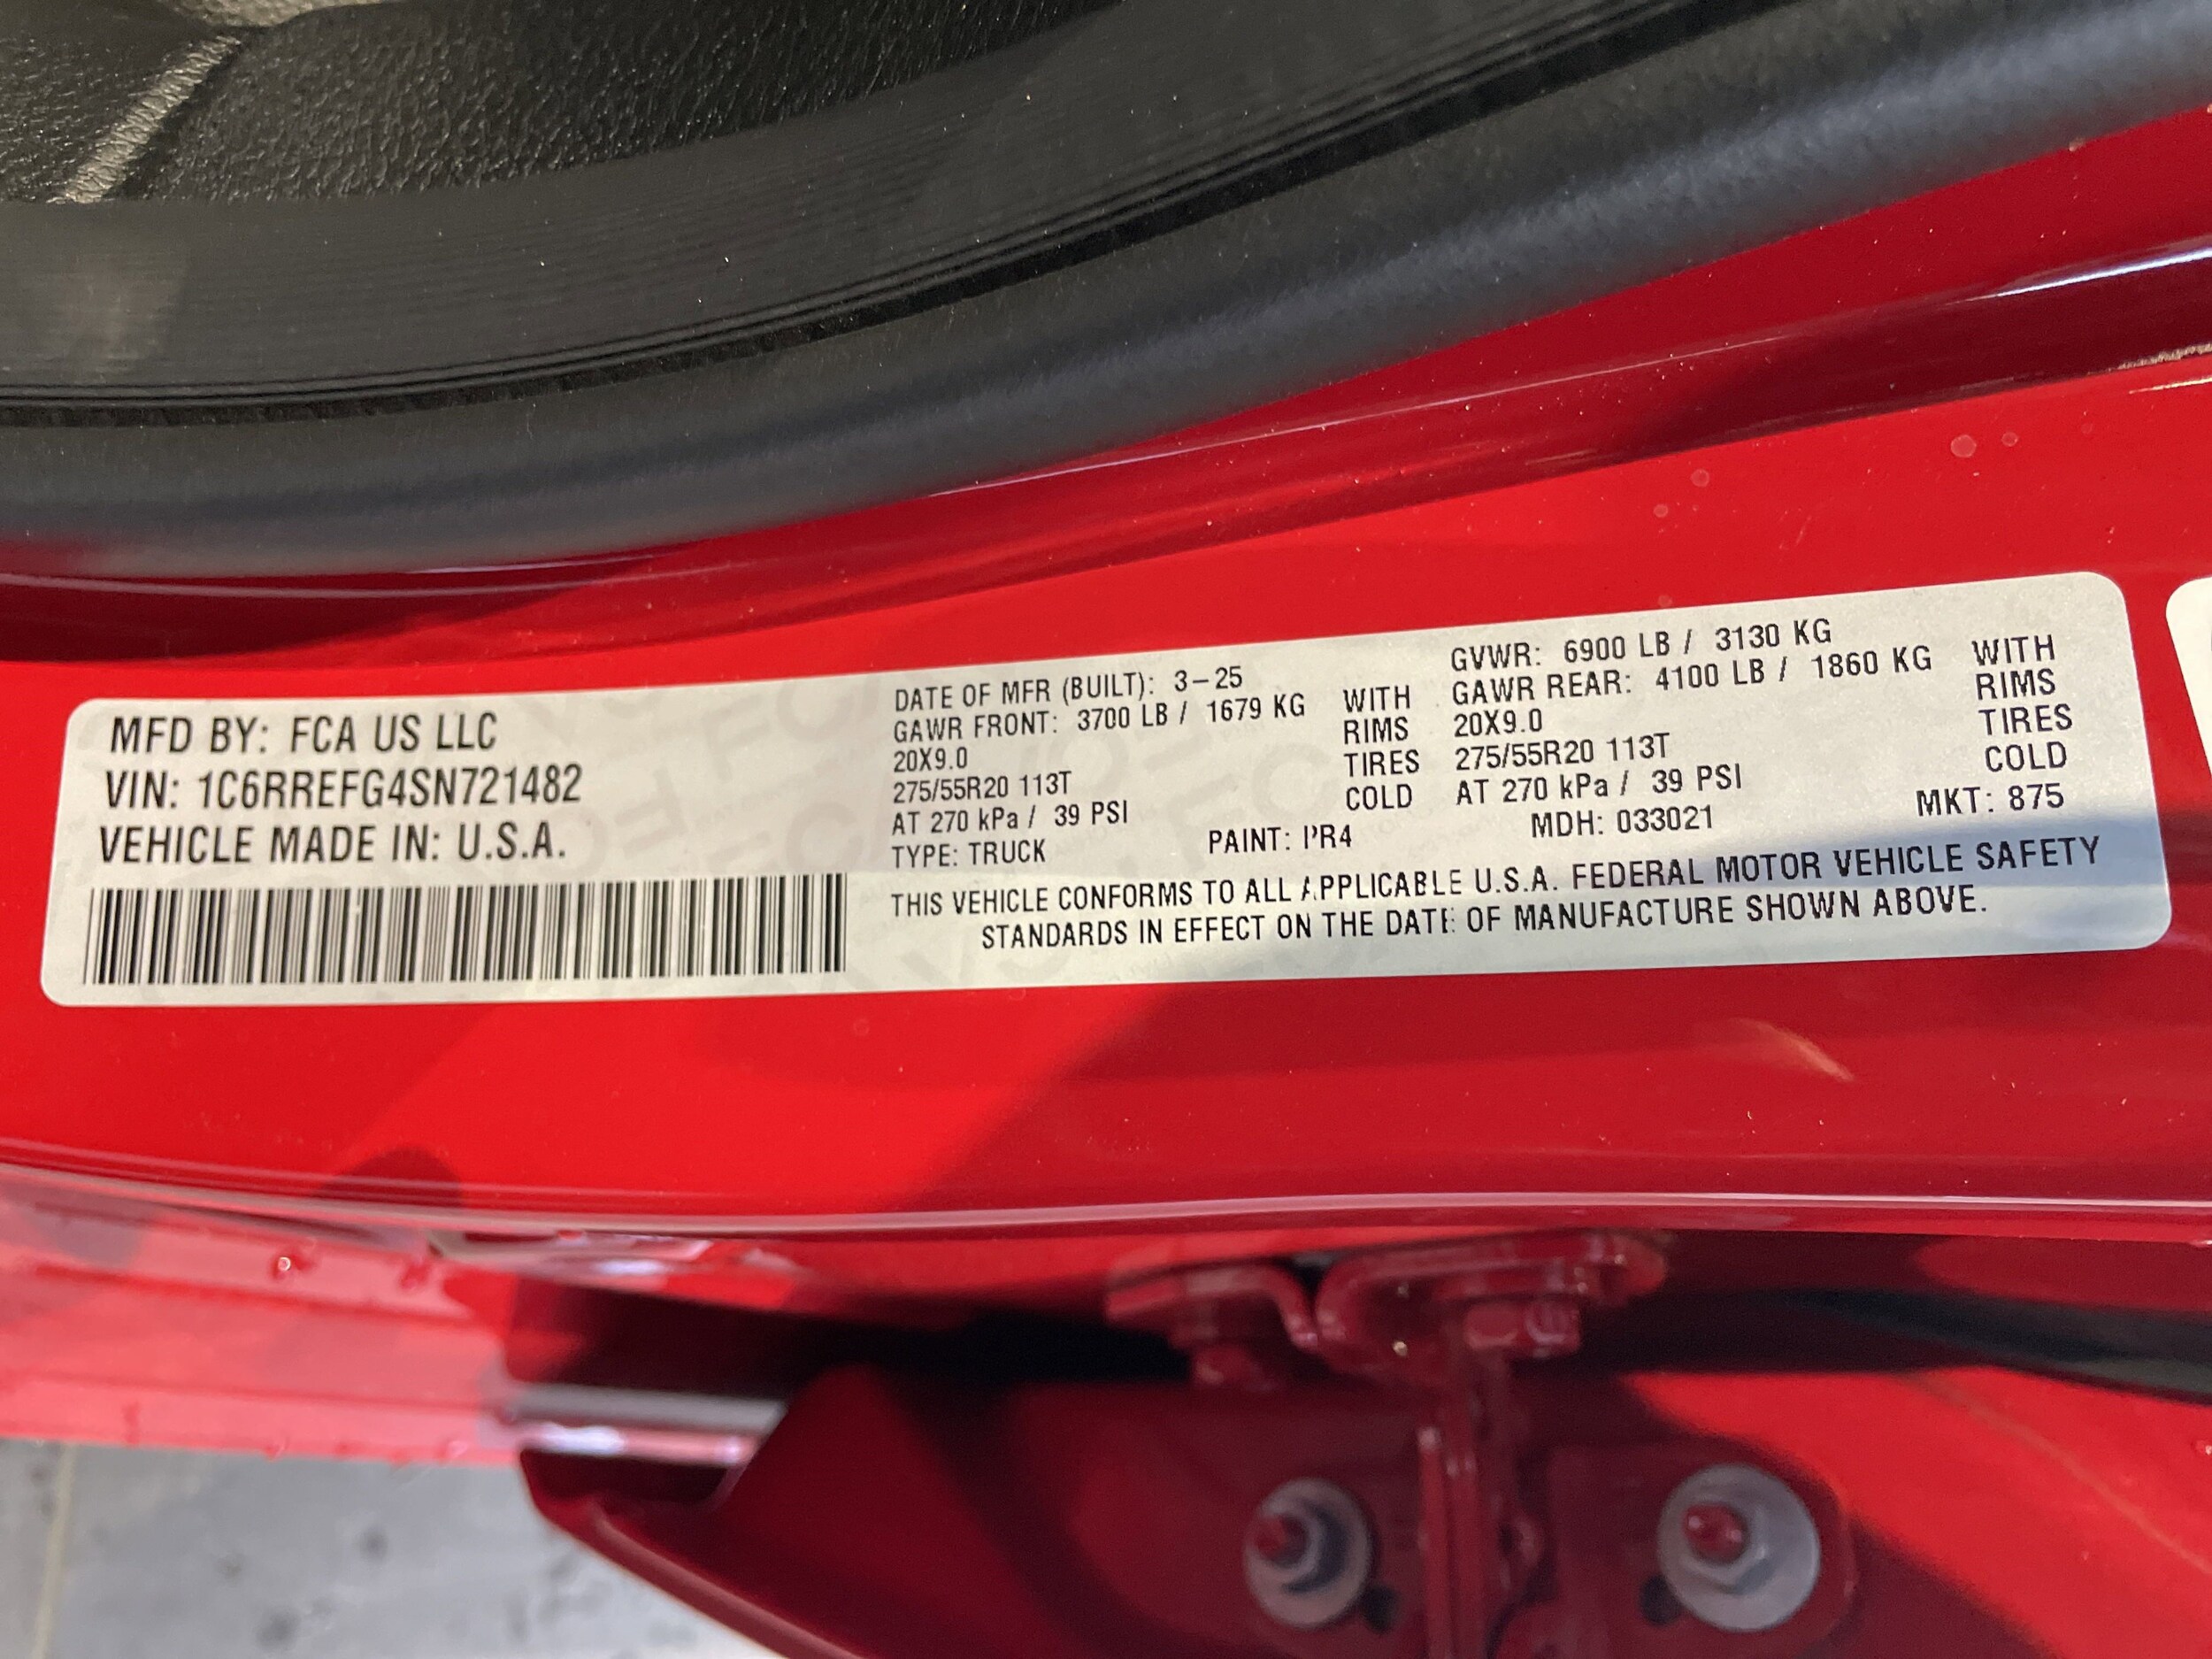 MFD BY: FCA US LLC
VIN: 1C6RREFG4SN721482
VEHICLE MADE IN: U.S.A.
DATE OF MFR (BUILT): 3-25
GAWR FRONT: 3700 LB / 1679 KG WITH
20X9.0 RIMS
275/55R20 113T TIRES
AT 270 kPa / 39 PSI COLD
GVWR: 6900 LB / 3130 KG
GAWR REAR: 4100 LB / 1860 KG WITH
20X9.0 RIMS
275/55R20 113T TIRES
AT 270 kPa / 39 PSI COLD
TYPE: TRUCK PAINT: PR4 MDH: 033021 MKT: 875
THIS VEHICLE CONFORMS TO ALL APPLICABLE U.S.A. FEDERAL MOTOR VEHICLE SAFETY
STANDARDS IN EFFECT ON THE DATE OF MANUFACTURE SHOWN ABOVE.